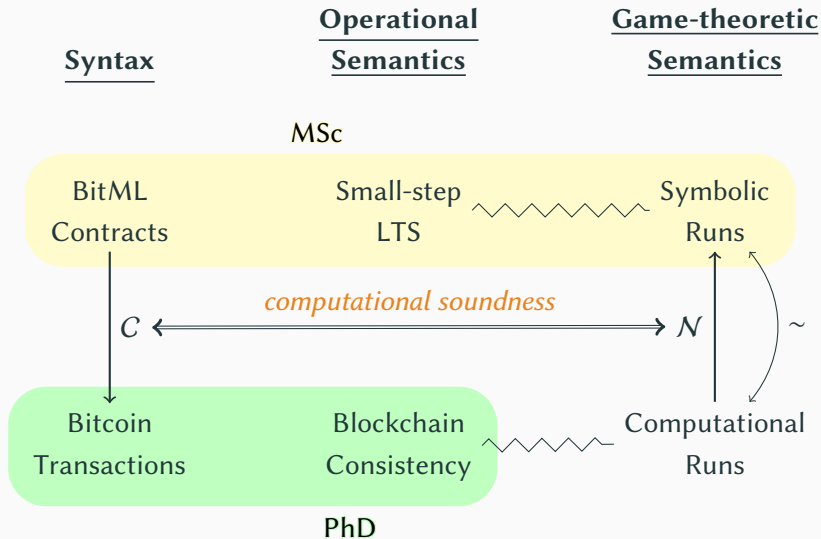 Syntax
Operational
Semantics
Game-theoretic
Semantics
MSc
BitML
Contracts
Small-step
LTS
Symbolic
Runs
computational soundness
C
N
~
Bitcoin
Transactions
Blockchain
Consistency
Computational
Runs
PhD